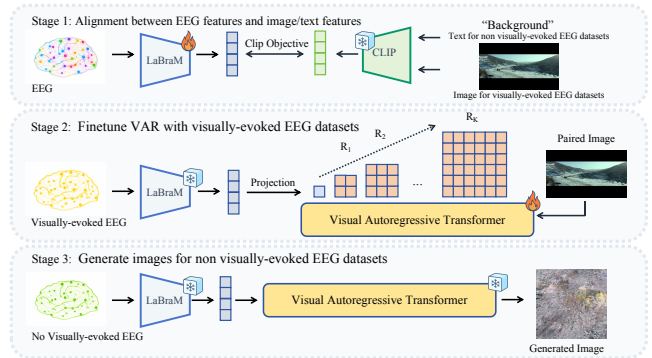 Stage 1: Alignment between EEG features and image/text features
“Background”
Text for non visually-evoked EEG datasets
LaBraM
Clip Objective
CLIP
EEG
Image for visually-evoked EEG datasets
Stage 2: Finetune VAR with visually-evoked EEG datasets
R1
R2
RK
Paired Image
LaBraM
Projection
...
Visually-evoked EEG
Visual Autoregressive Transformer
Stage 3: Generate images for non visually-evoked EEG datasets
LaBraM
Visual Autoregressive Transformer
No Visually-evoked EEG
Generated Image